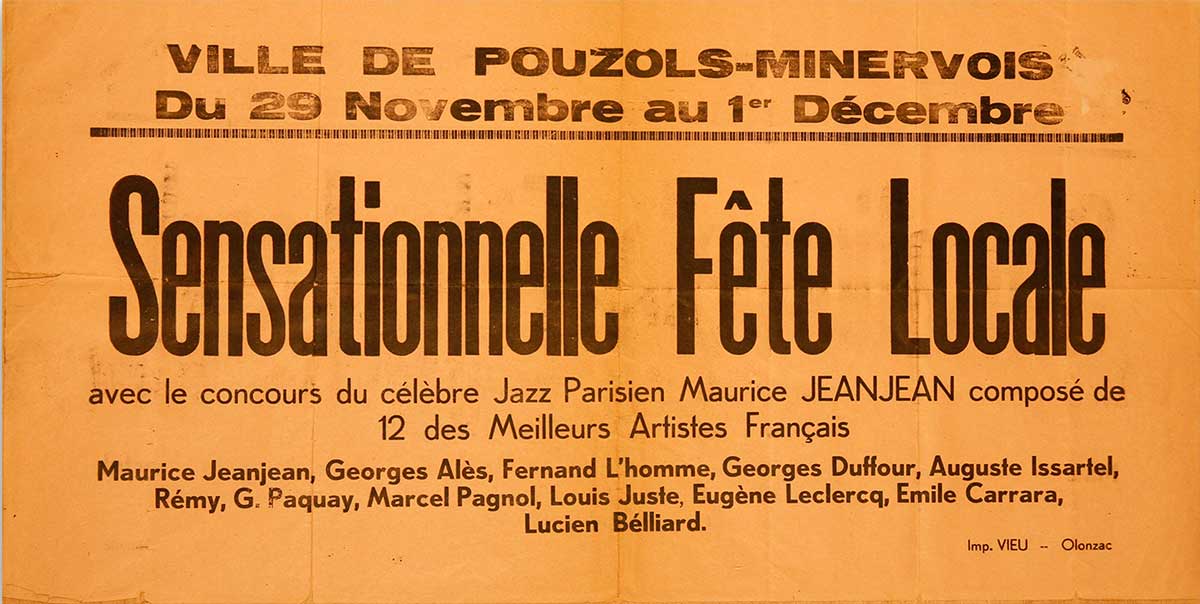 VILLE DE POUZOLS-MINERVOIS
Du 29 Novembre au 1er Décembre
Sensationnelle Fête Locale
avec le concours du célèbre Jazz Parisien Maurice JEANJEAN composé de
12 des Meilleurs Artistes Français
Maurice Jeanjean, Georges Alès, Fernand L'homme, Georges Duffour, Auguste Issartel,
Rémy, G. Paquay, Marcel Pagnol, Louis Juste, Eugène Leclercq, Emile Carrara,
Lucien Bélliard.
Imp. VIEU -- Olonzac